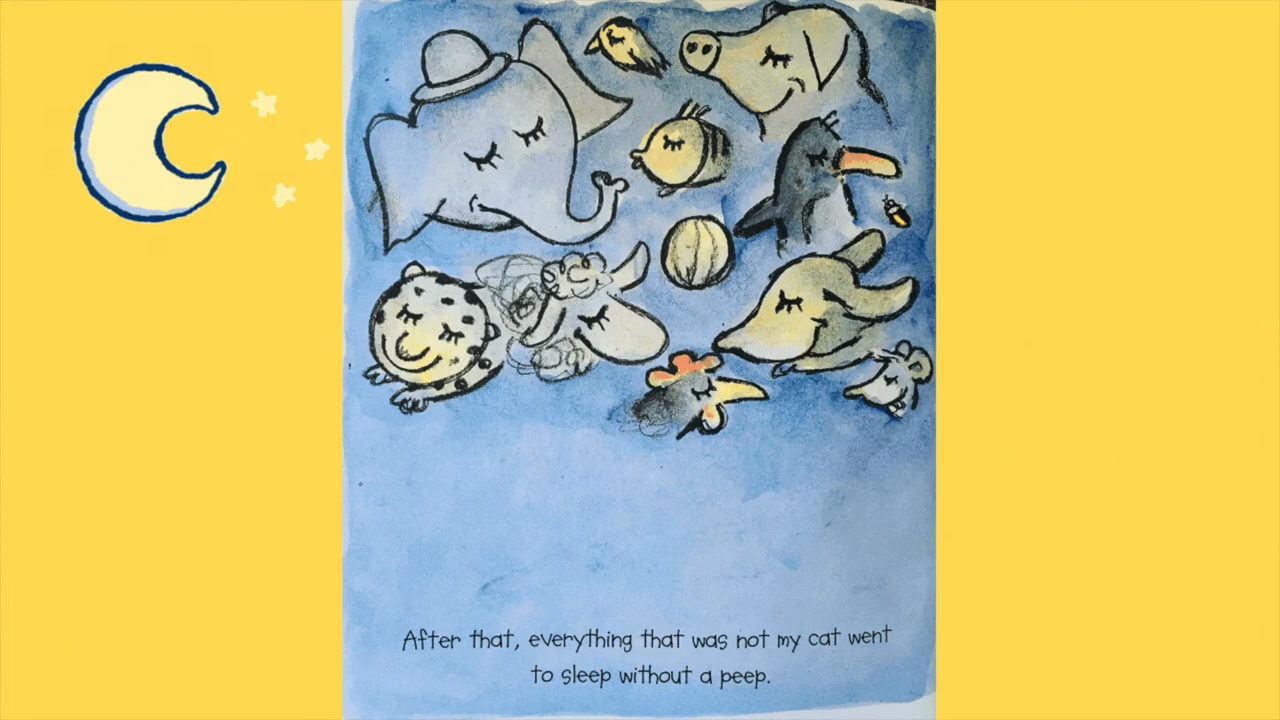 After that, everything that was not my cat went
to sleep without a peep.